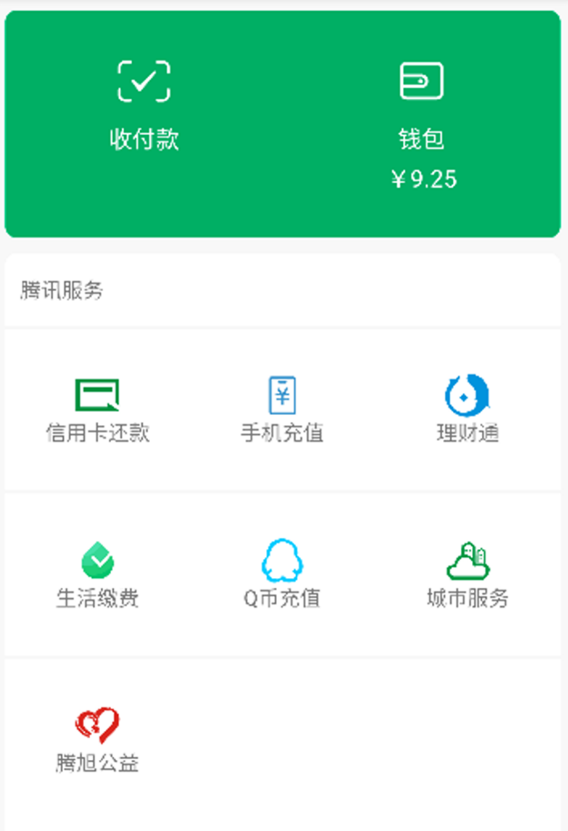 收付款
钱包
￥9.25
腾讯服务
信用卡还款
手机充值
理财通
生活缴费
Q币充值
城市服务
腾旭公益